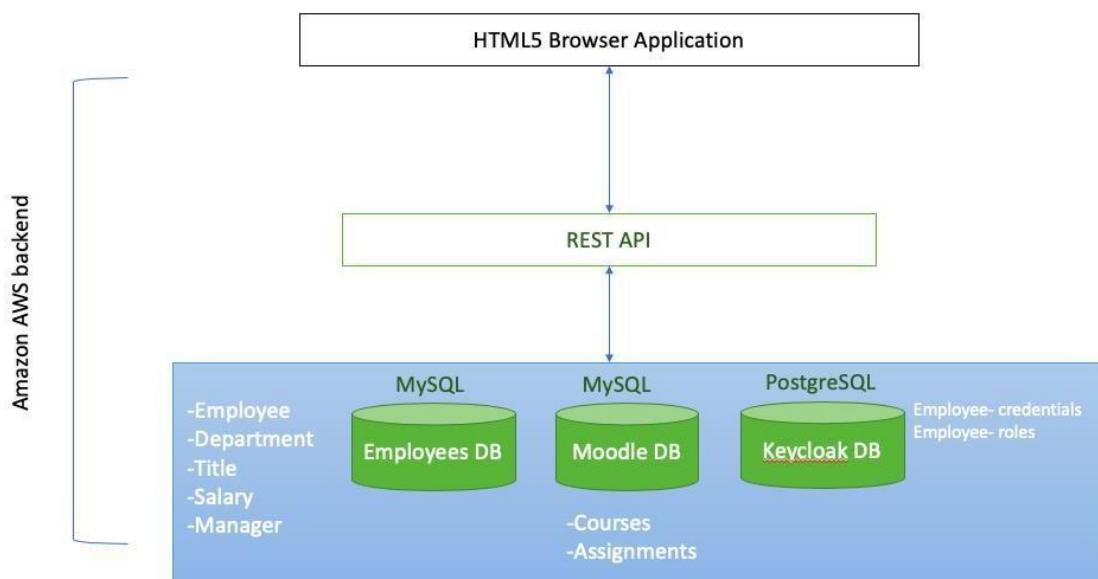 HTML5 Browser Application
Amazon AWS backend
REST API
MySQL
MySQL
PostgreSQL
-Employee
-Department
-Title
-Salary
-Manager
Employees DB
Moodle DB
Keycloak DB
Employee- credentials
Employee- roles
-Courses
-Assignments